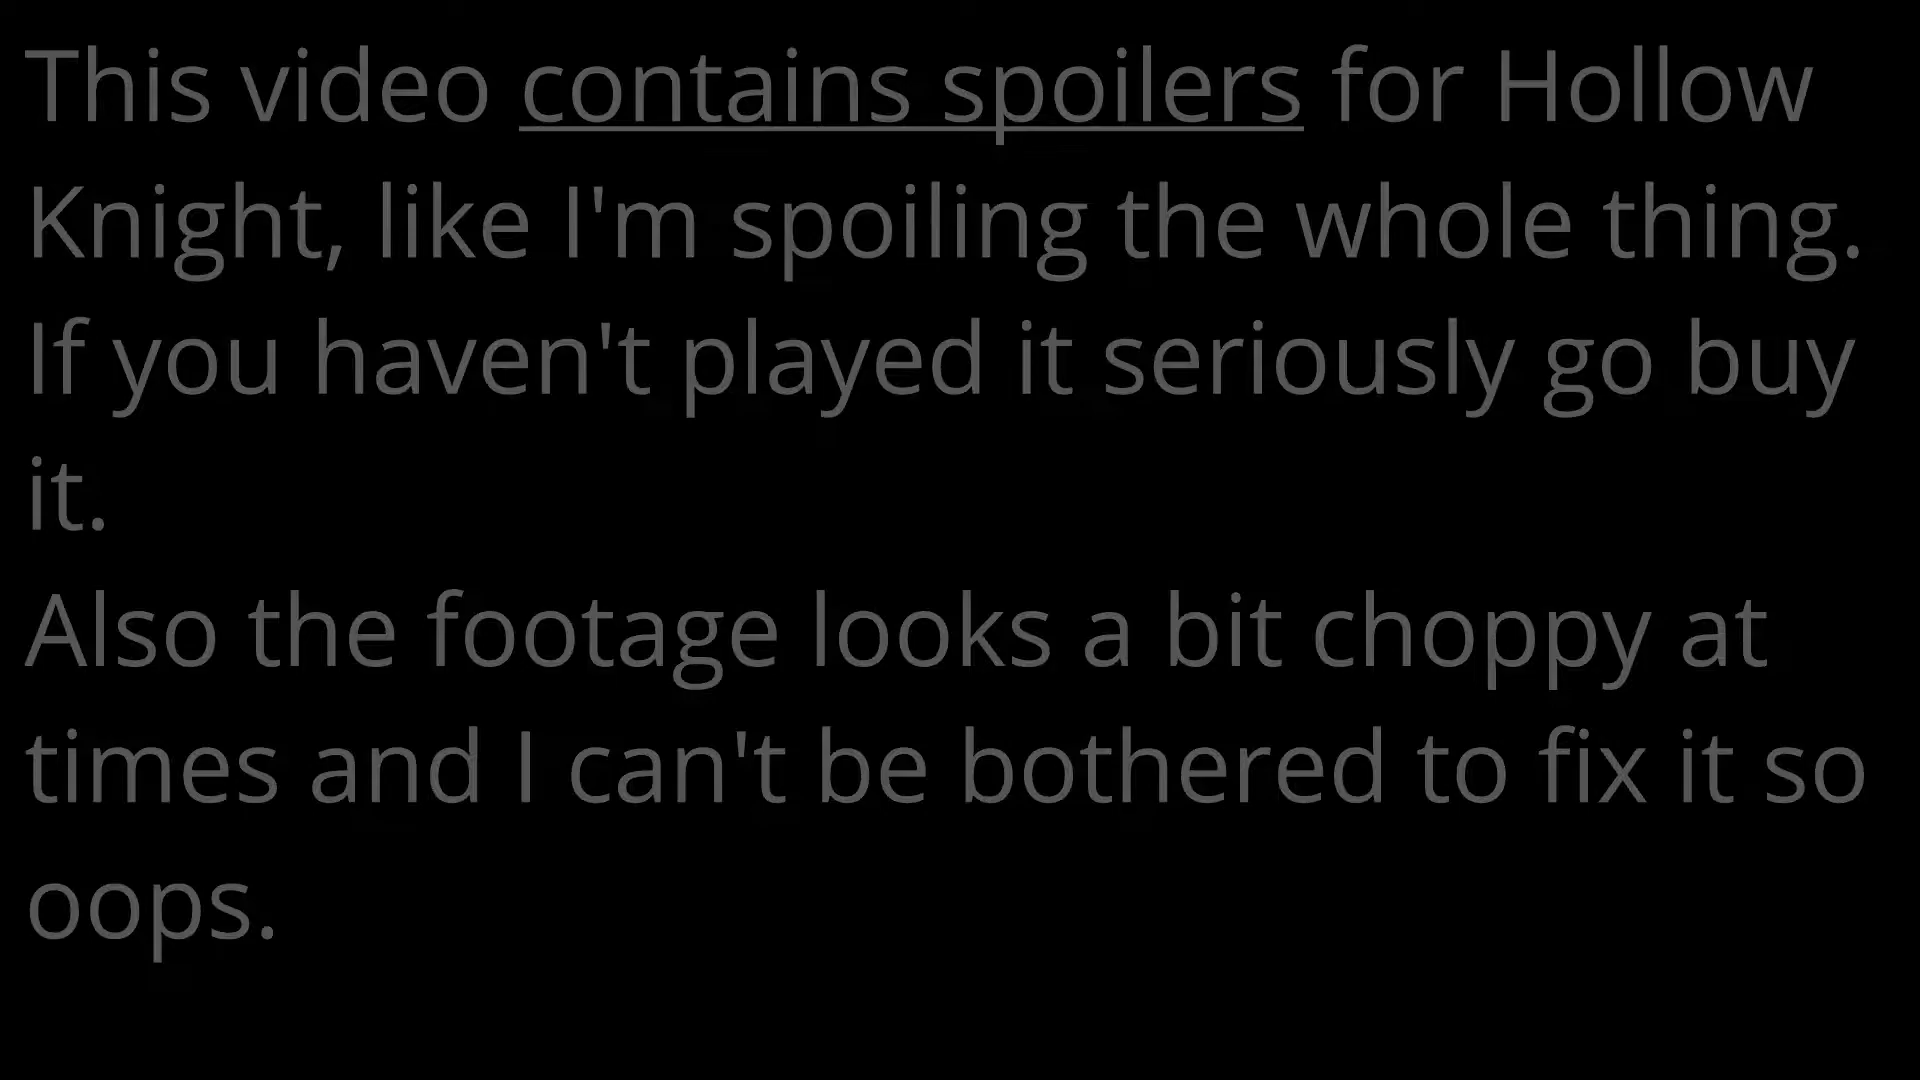 This video contains spoilers for Hollow
Knight, like I'm spoiling the whole thing.
If you haven't played it seriously go buy
it.
Also the footage looks a bit choppy at
times and I can't be bothered to fix it so
oops.